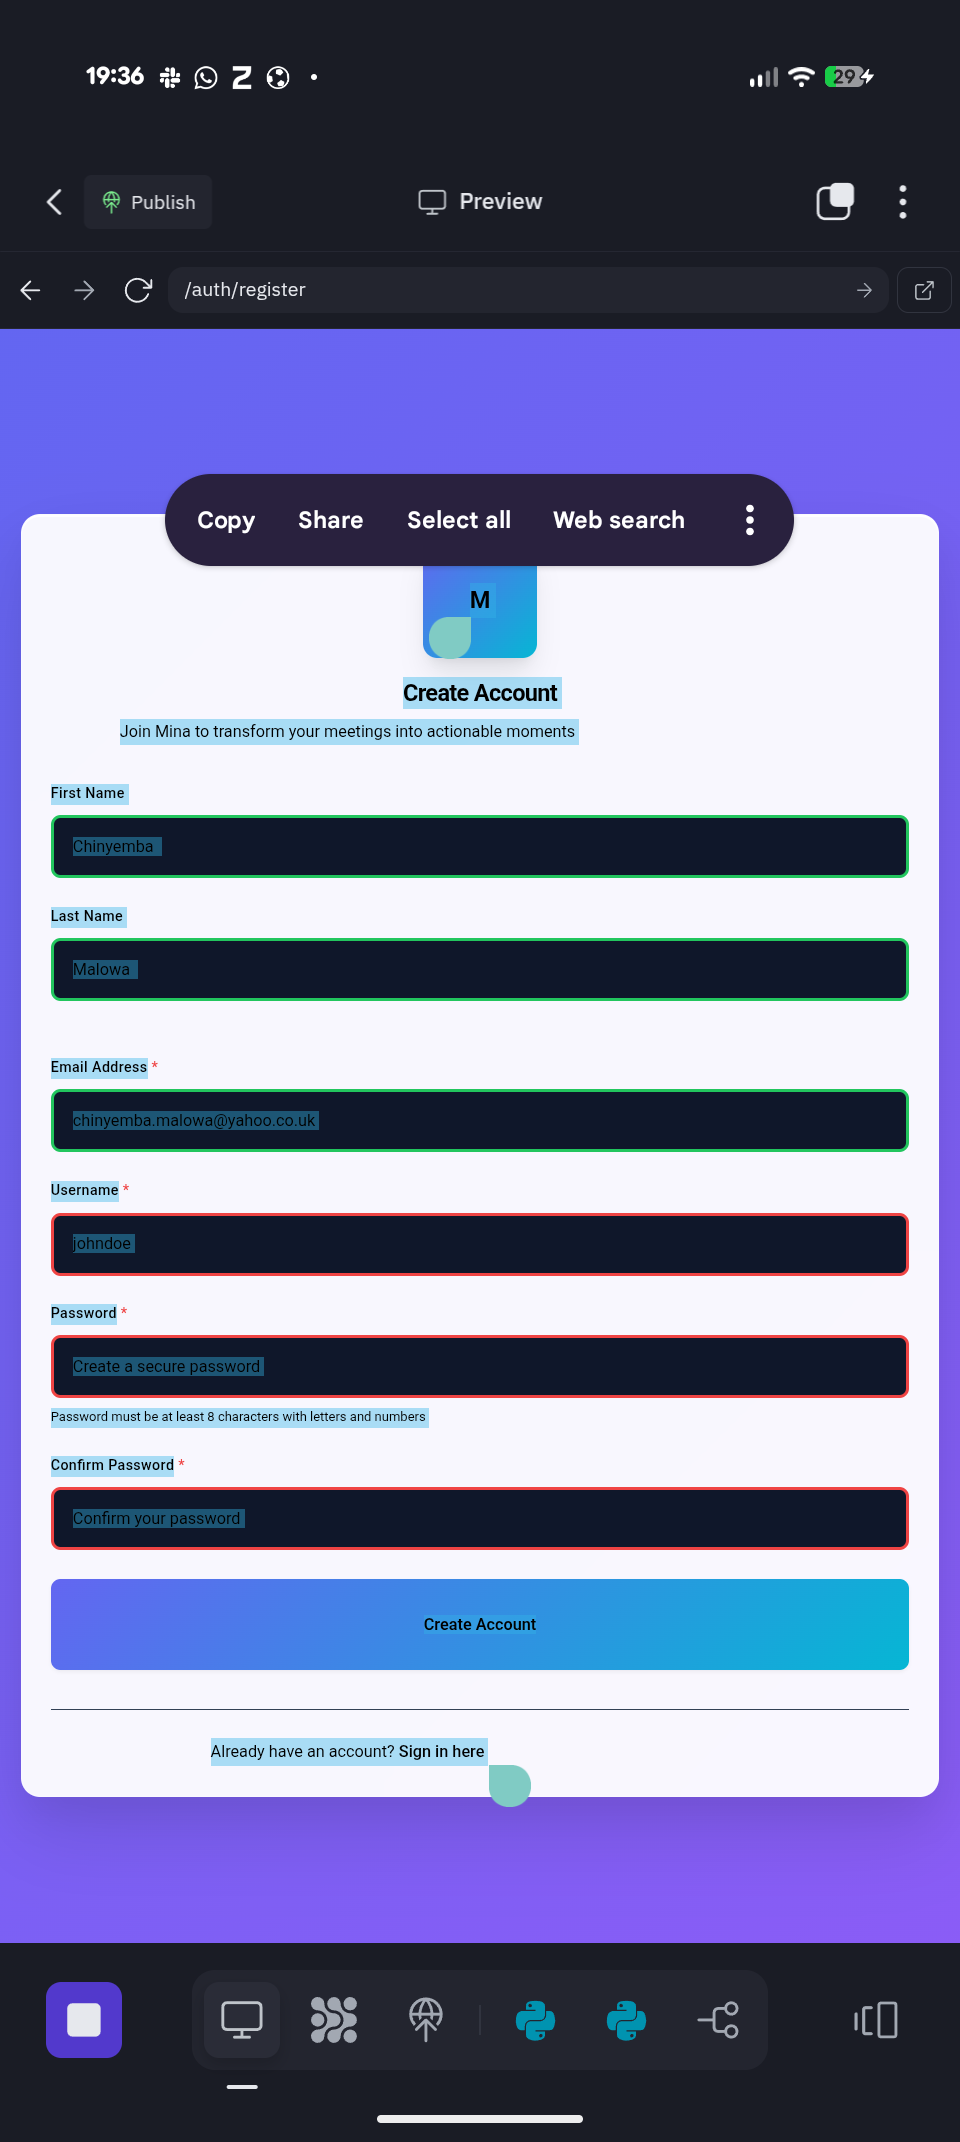 19:36
29
Publish
Preview
/auth/register
Copy Share Select all Web search
M
Create Account
Join Mina to transform your meetings into actionable moments
First Name
Chinyemba
Last Name
Malowa
Email Address *
chinyemba.malowa@yahoo.co.uk
Username *
johndoe
Password *
Create a secure password
Password must be at least 8 characters with letters and numbers
Confirm Password *
Confirm your password
Create Account
Already have an account? Sign in here